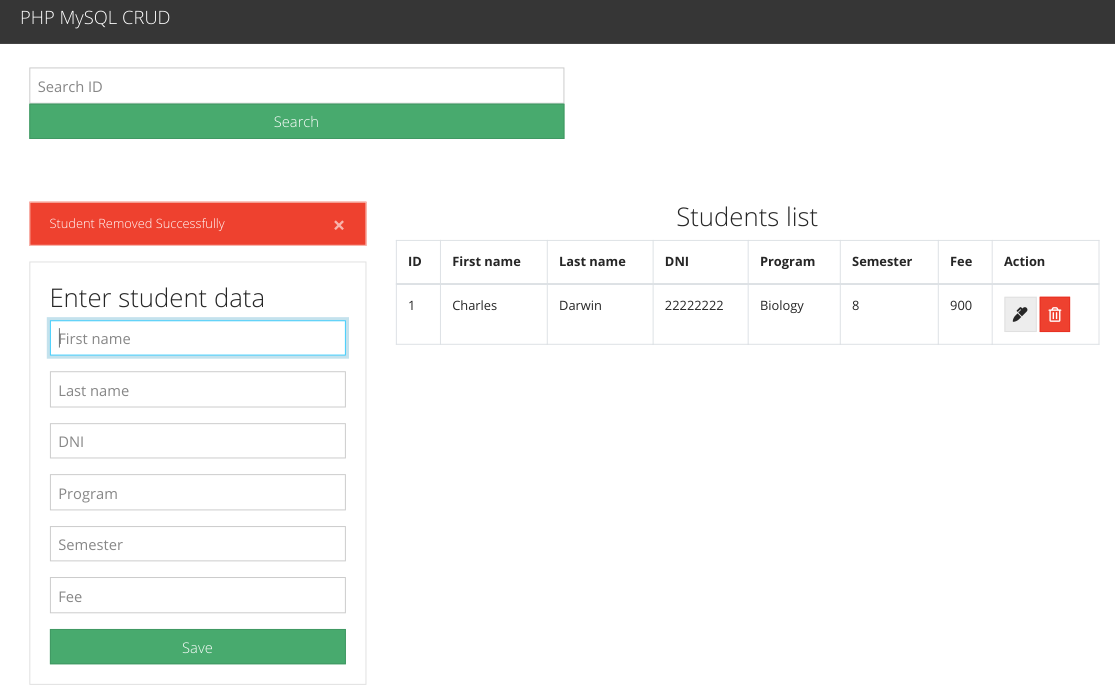 PHP MySQL CRUD
Search ID
Search
Student Removed Successfully ×
Enter student data
First name
Last name
DNI
Program
Semester
Fee
Save
Students list
ID First name Last name DNI Program Semester Fee Action
1 Charles Darwin 22222222 Biology 8 900